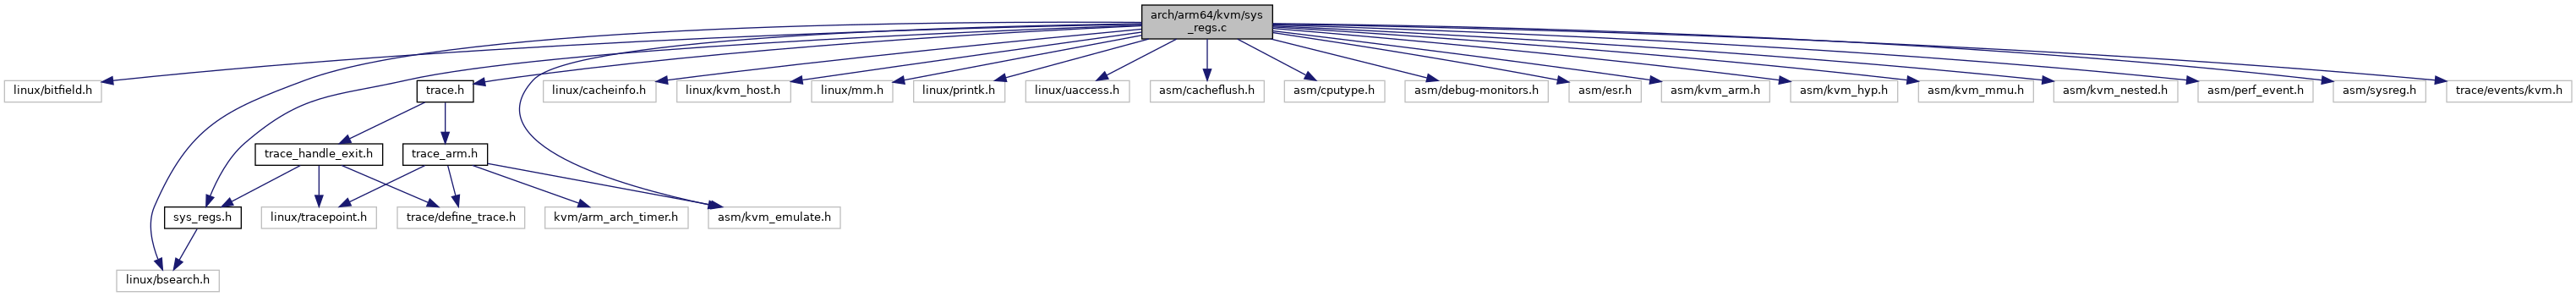 arch/arm64/kvm/sys
_regs.c
linux/bitfield.h
trace.h
linux/cacheinfo.h
linux/kvm_host.h
linux/mm.h
linux/printk.h
linux/uaccess.h
asm/cacheflush.h
asm/cputype.h
asm/debug-monitors.h
asm/esr.h
asm/kvm_arm.h
asm/kvm_hyp.h
asm/kvm_mmu.h
asm/kvm_nested.h
asm/perf_event.h
asm/sysreg.h
trace/events/kvm.h
trace_handle_exit.h
trace_arm.h
sys_regs.h
linux/tracepoint.h
trace/define_trace.h
kvm/arm_arch_timer.h
asm/kvm_emulate.h
linux/bsearch.h